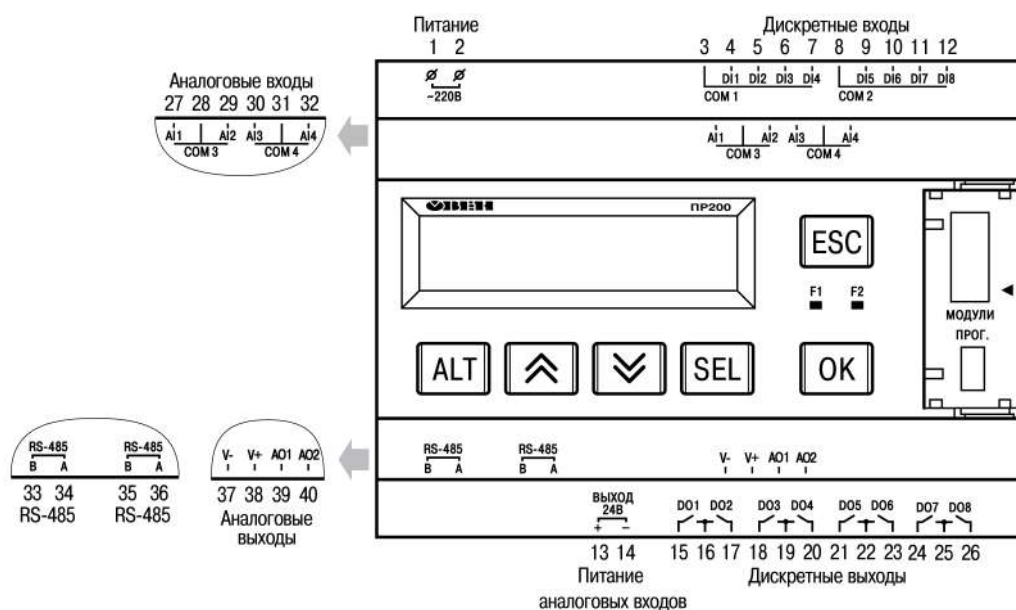 Питание
Дискретные входы
1 2
3 4 5 6 7 8 9 10 11 12
~220В
DI1 DI2 DI3 DI4
DI5 DI6 DI7 DI8
COM 1
COM 2
Аналоговые входы
27 28 29 30 31 32
AI1 AI2 AI3 AI4
COM 3 COM 4
AI1 AI2 AI3 AI4
COM 3 COM 4
ОВЕН
ПР200
ESC
F1 F2
МОДУЛИ
ПРОГ.
ALT
SEL
OK
RS-485 RS-485
B A B A
33 34 35 36
RS-485 RS-485
V- V+ AO1 AO2
37 38 39 40
Аналоговые
выходы
RS-485 RS-485
B A B A
V- V+ AO1 AO2
ВЫХОД
24В
+ −
DO1 DO2 DO3 DO4 DO5 DO6 DO7 DO8
13 14 15 16 17 18 19 20 21 22 23 24 25 26
Питание
аналоговых входов
Дискретные выходы